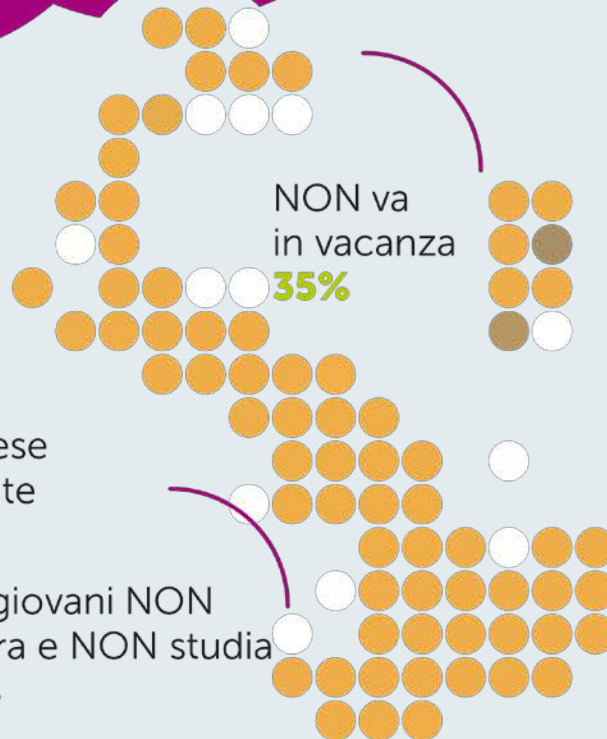 NON va
in vacanza
35%
ese
te
giovani NON
ra e NON studia